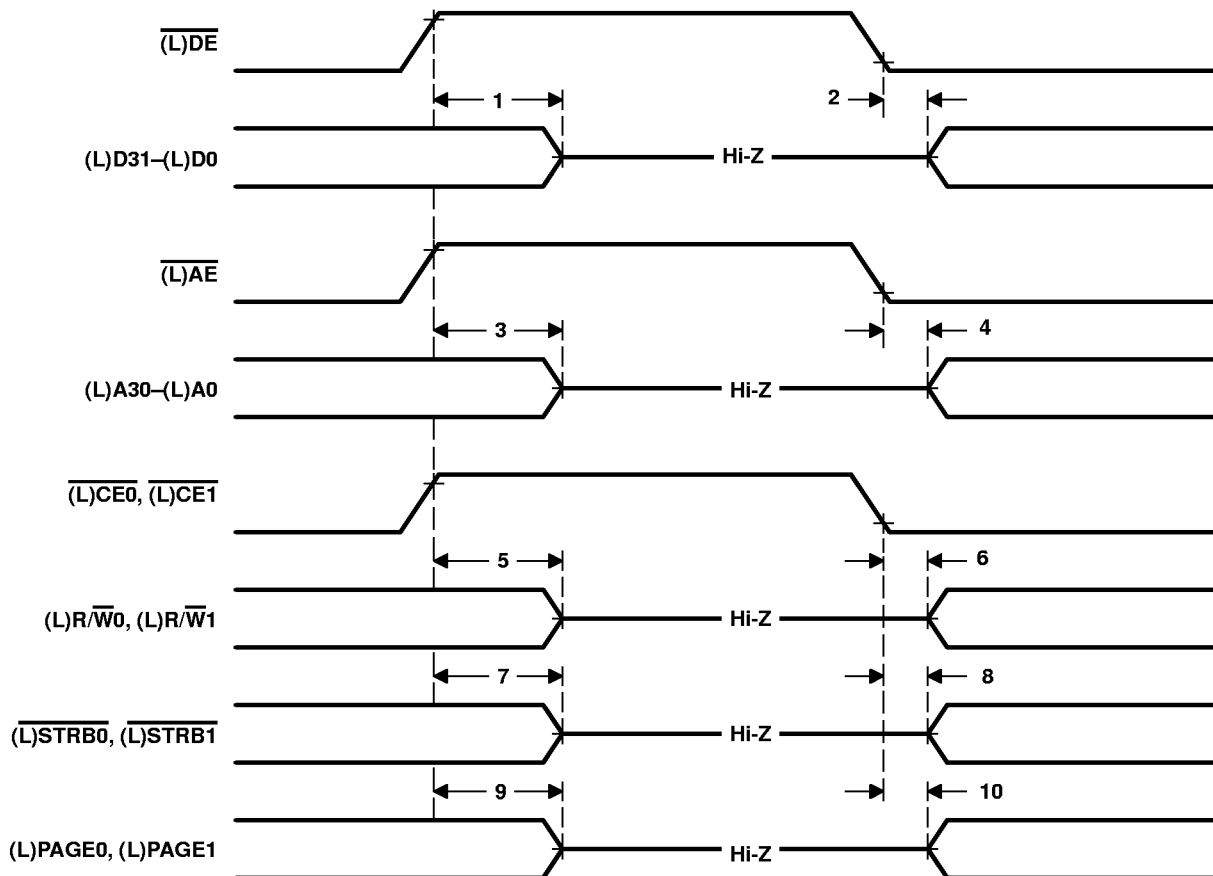 (L)DE
1
2
(L)D31–(L)D0
Hi-Z
(L)AE
3
4
(L)A30–(L)A0
Hi-Z
(L)CE0, (L)CE1
5
6
(L)R/W0, (L)R/W1
Hi-Z
7
8
(L)STRB0, (L)STRB1
Hi-Z
9
10
(L)PAGE0, (L)PAGE1
Hi-Z